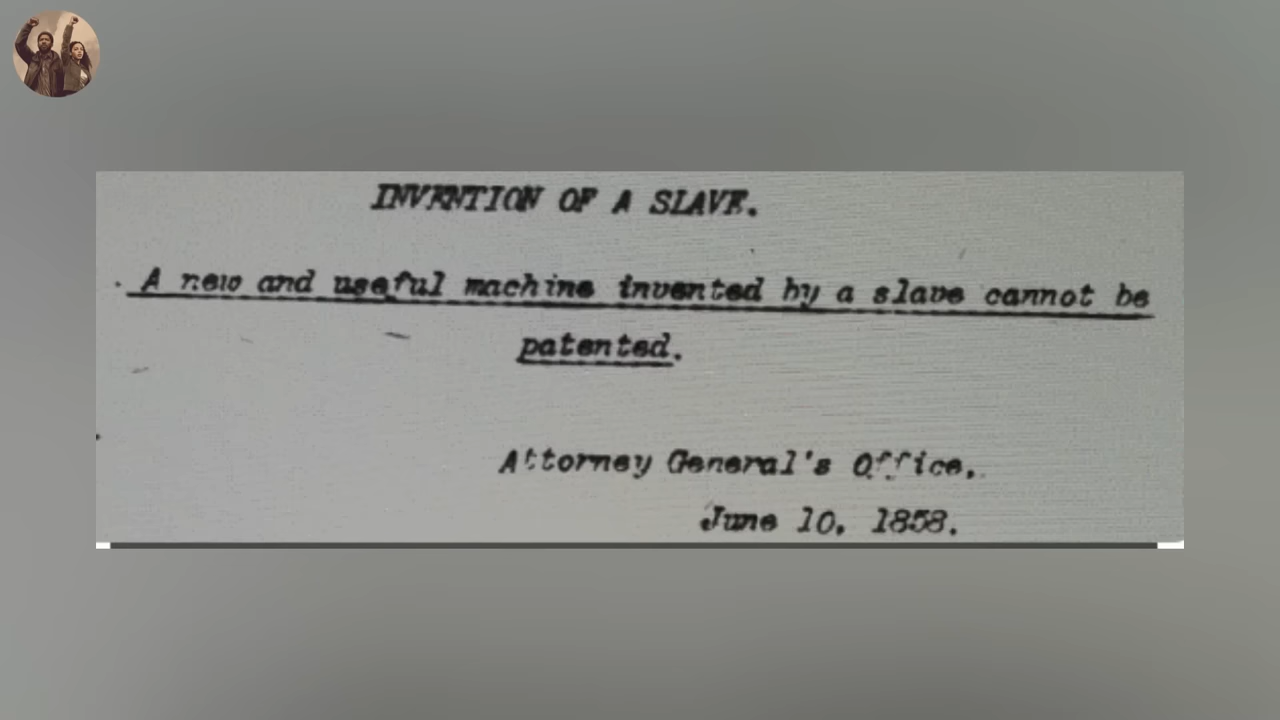 INVENTION OF A SLAVE.
A new and useful machine invented by a slave cannot be
patented.
Attorney General's Office,
June 10, 1858.